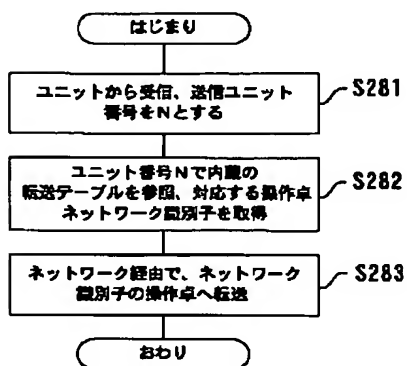 はじまり
ユニットから受信、送信ユニット
番号をNとする
S281
ユニット番号Nで内蔵の
転送テーブルを参照、対応する操作卓
ネットワーク識別子を取得
S282
ネットワーク経由で、ネットワーク
識別子の操作卓へ転送
S283
おわり